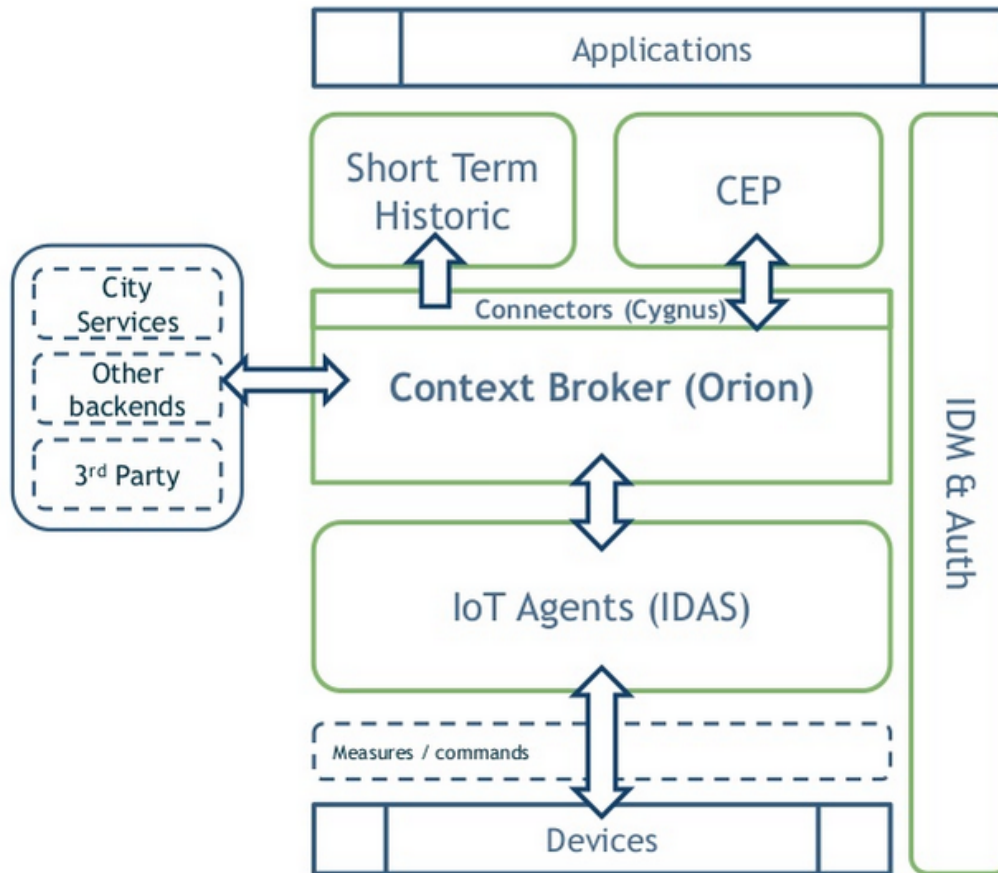 Applications
Short Term
Historic
CEP
Connectors (Cygnus)
Context Broker (Orion)
City
Services
Other
backends
3rd Party
IoT Agents (IDAS)
Measures / commands
Devices
IDM & Auth